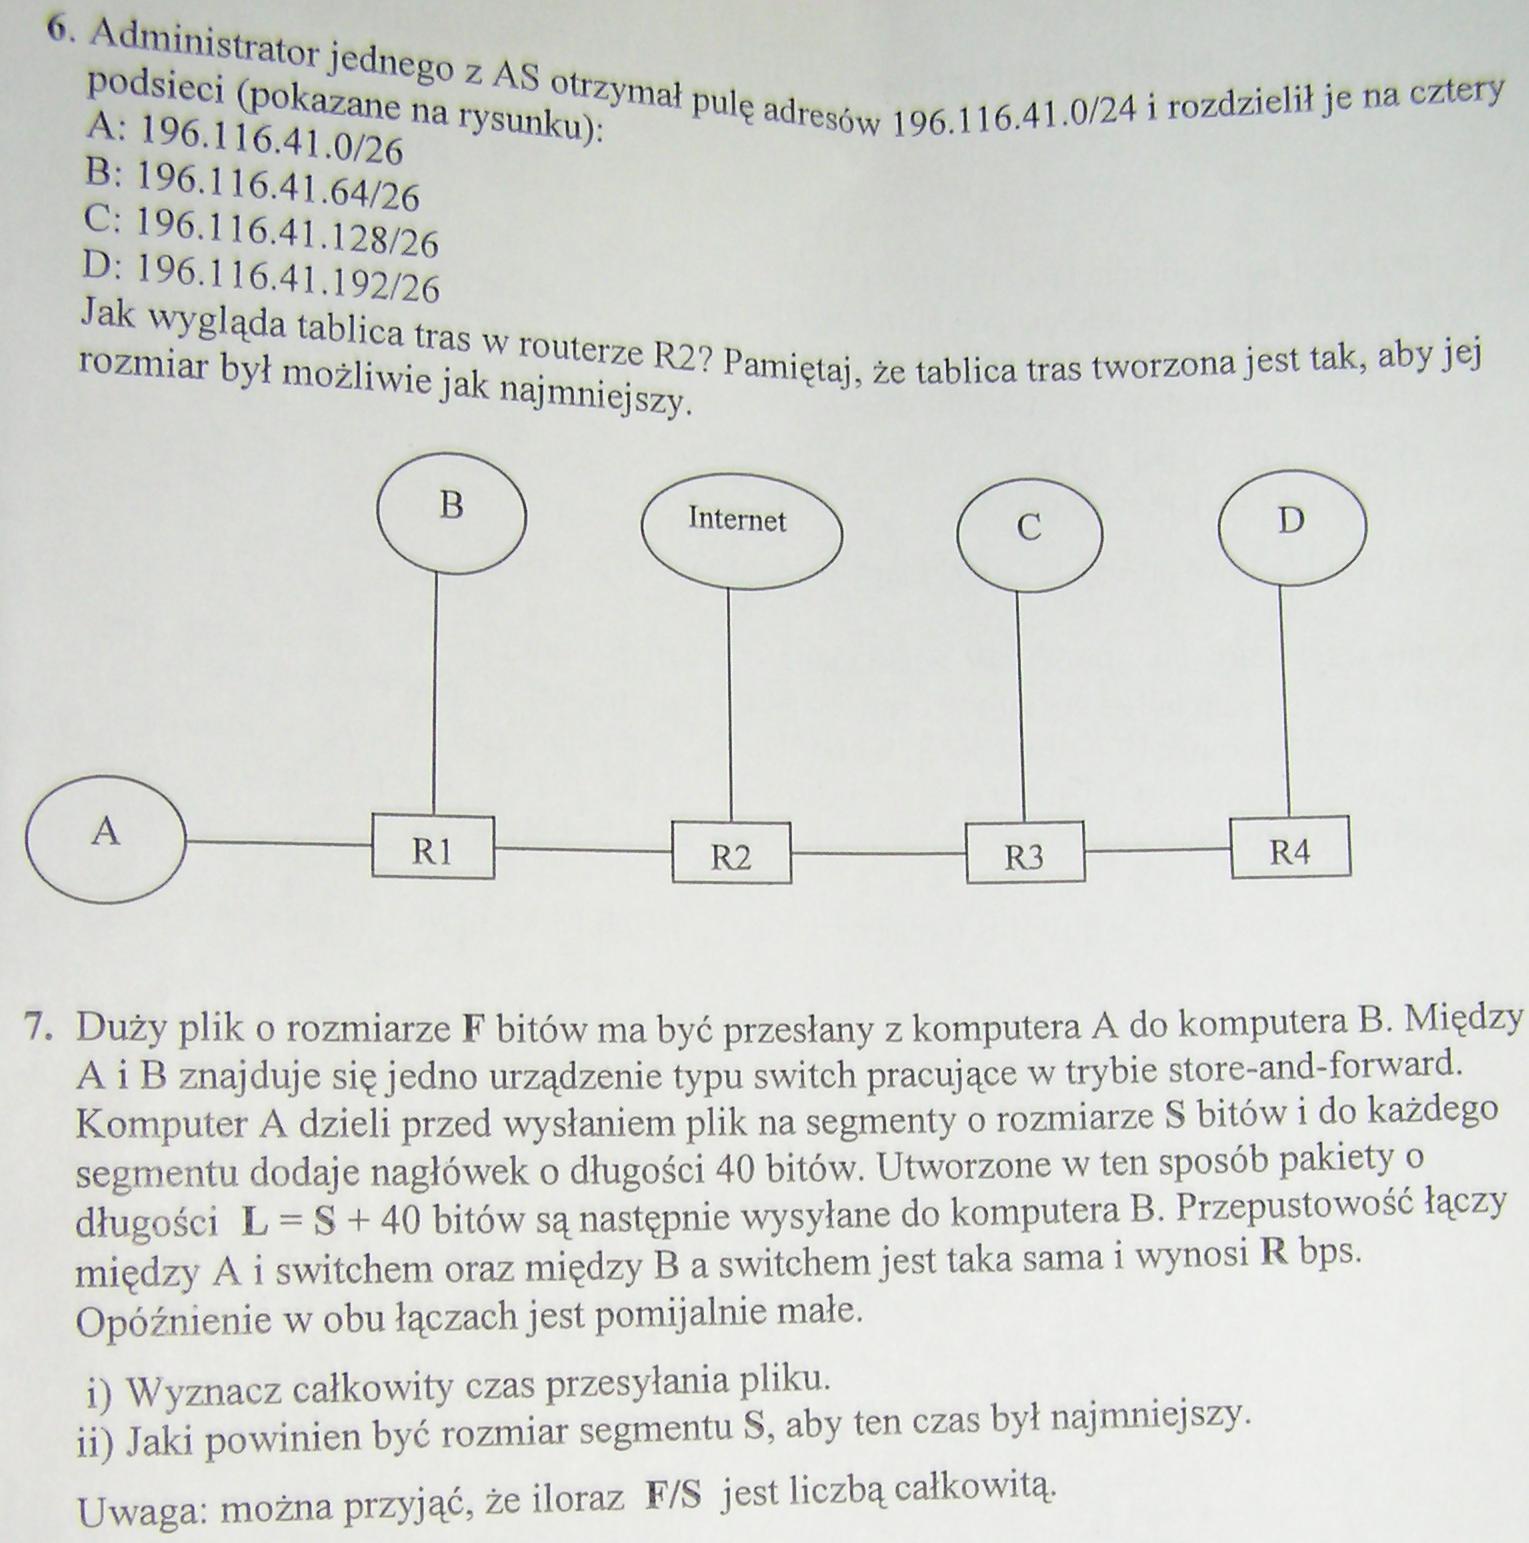 6. Administrator jednego z AS otrzymał pulę adresów 196.116.41.0/24 i rozdzielił je na cztery
podsieci (pokazane na rysunku):
A: 196.116.41.0/26
B: 196.116.41.64/26
C: 196.116.41.128/26
D: 196.116.41.192/26
Jak wygląda tablica tras w routerze R2? Pamiętaj, że tablica tras tworzona jest tak, aby jej
rozmiar był możliwie jak najmniejszy.
B
Internet
C
D
A
R1
R2
R3
R4
7. Duży plik o rozmiarze F bitów ma być przesłany z komputera A do komputera B. Między
A i B znajduje się jedno urządzenie typu switch pracujące w trybie store-and-forward.
Komputer A dzieli przed wysłaniem plik na segmenty o rozmiarze S bitów i do każdego
segmentu dodaje nagłówek o długości 40 bitów. Utworzone w ten sposób pakiety o
długości L = S + 40 bitów są następnie wysyłane do komputera B. Przepustowość łączy
między A i switchem oraz między B a switchem jest taka sama i wynosi R bps.
Opóźnienie w obu łączach jest pomijalnie małe.
i) Wyznacz całkowity czas przesyłania pliku.
ii) Jaki powinien być rozmiar segmentu S, aby ten czas był najmniejszy.
Uwaga: można przyjąć, że iloraz F/S jest liczbą całkowitą.